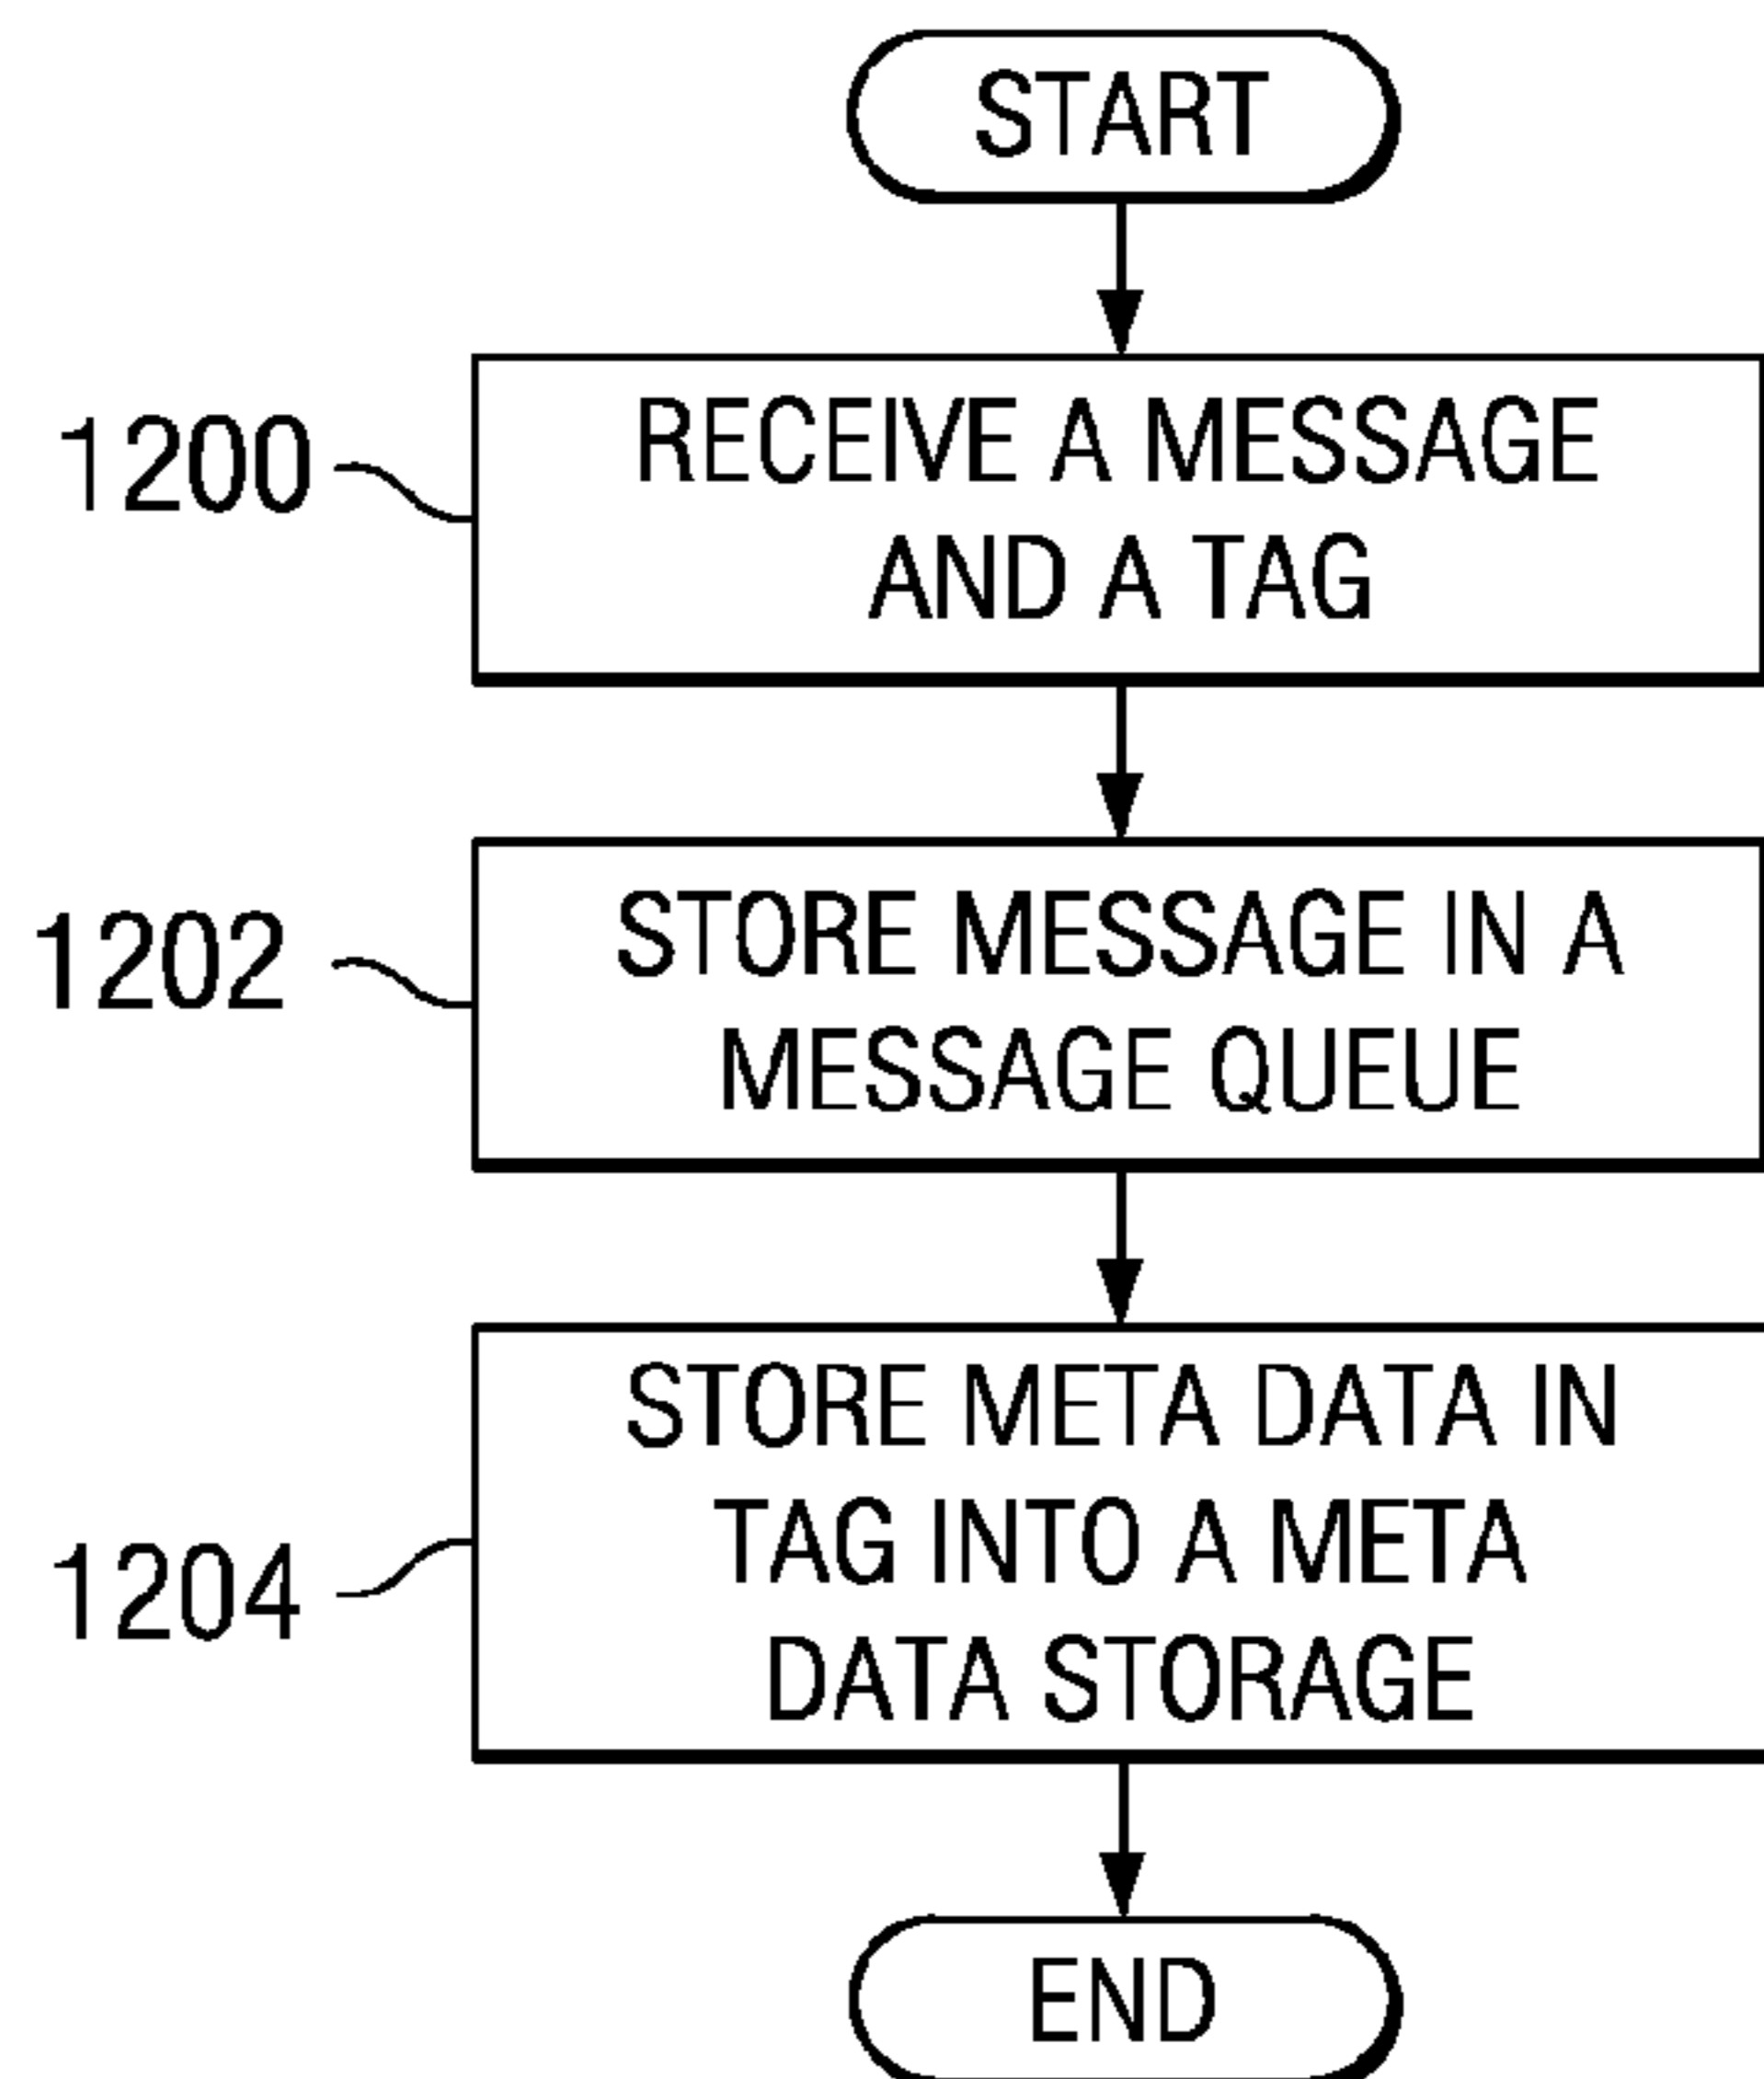 START
1200
RECEIVE A MESSAGE
AND A TAG
1202
STORE MESSAGE IN A
MESSAGE QUEUE
1204
STORE META DATA IN
TAG INTO A META
DATA STORAGE
END